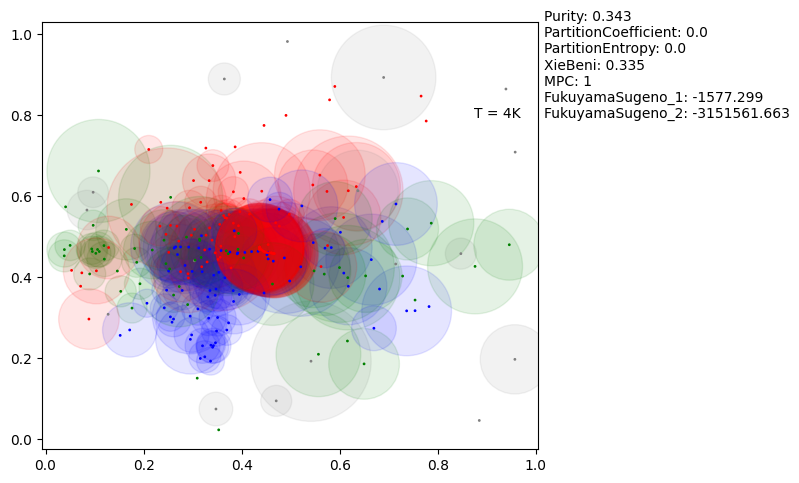 Purity: 0.343
PartitionCoefficient: 0.0
PartitionEntropy: 0.0
XieBeni: 0.335
MPC: 1
FukuyamaSugeno_1: -1577.299
FukuyamaSugeno_2: -3151561.663
T = 4K
1.0
0.8
0.6
0.4
0.2
0.0
0.0 0.2 0.4 0.6 0.8 1.0